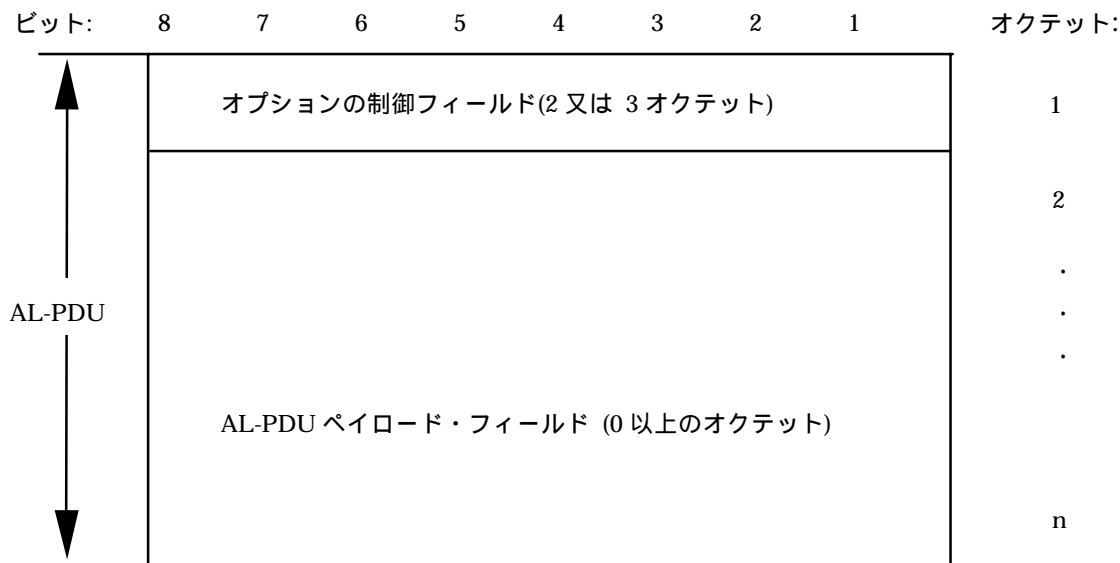 ビット: 8 7 6 5 4 3 2 1 オクテット:
オプションの制御フィールド(2 又は 3 オクテット) 1
2
.
AL-PDU .
.
AL-PDU ペイロード・フィールド (0 以上のオクテット)
n